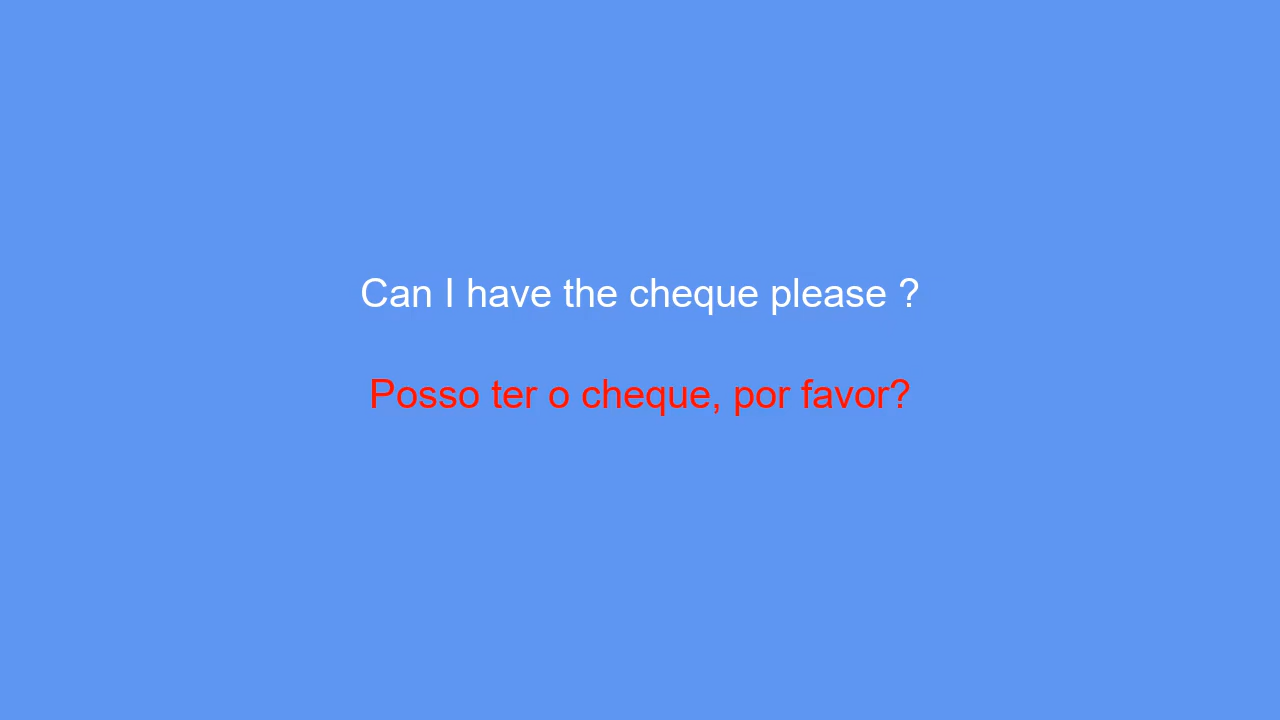 Can I have the cheque please ?
Posso ter o cheque, por favor?